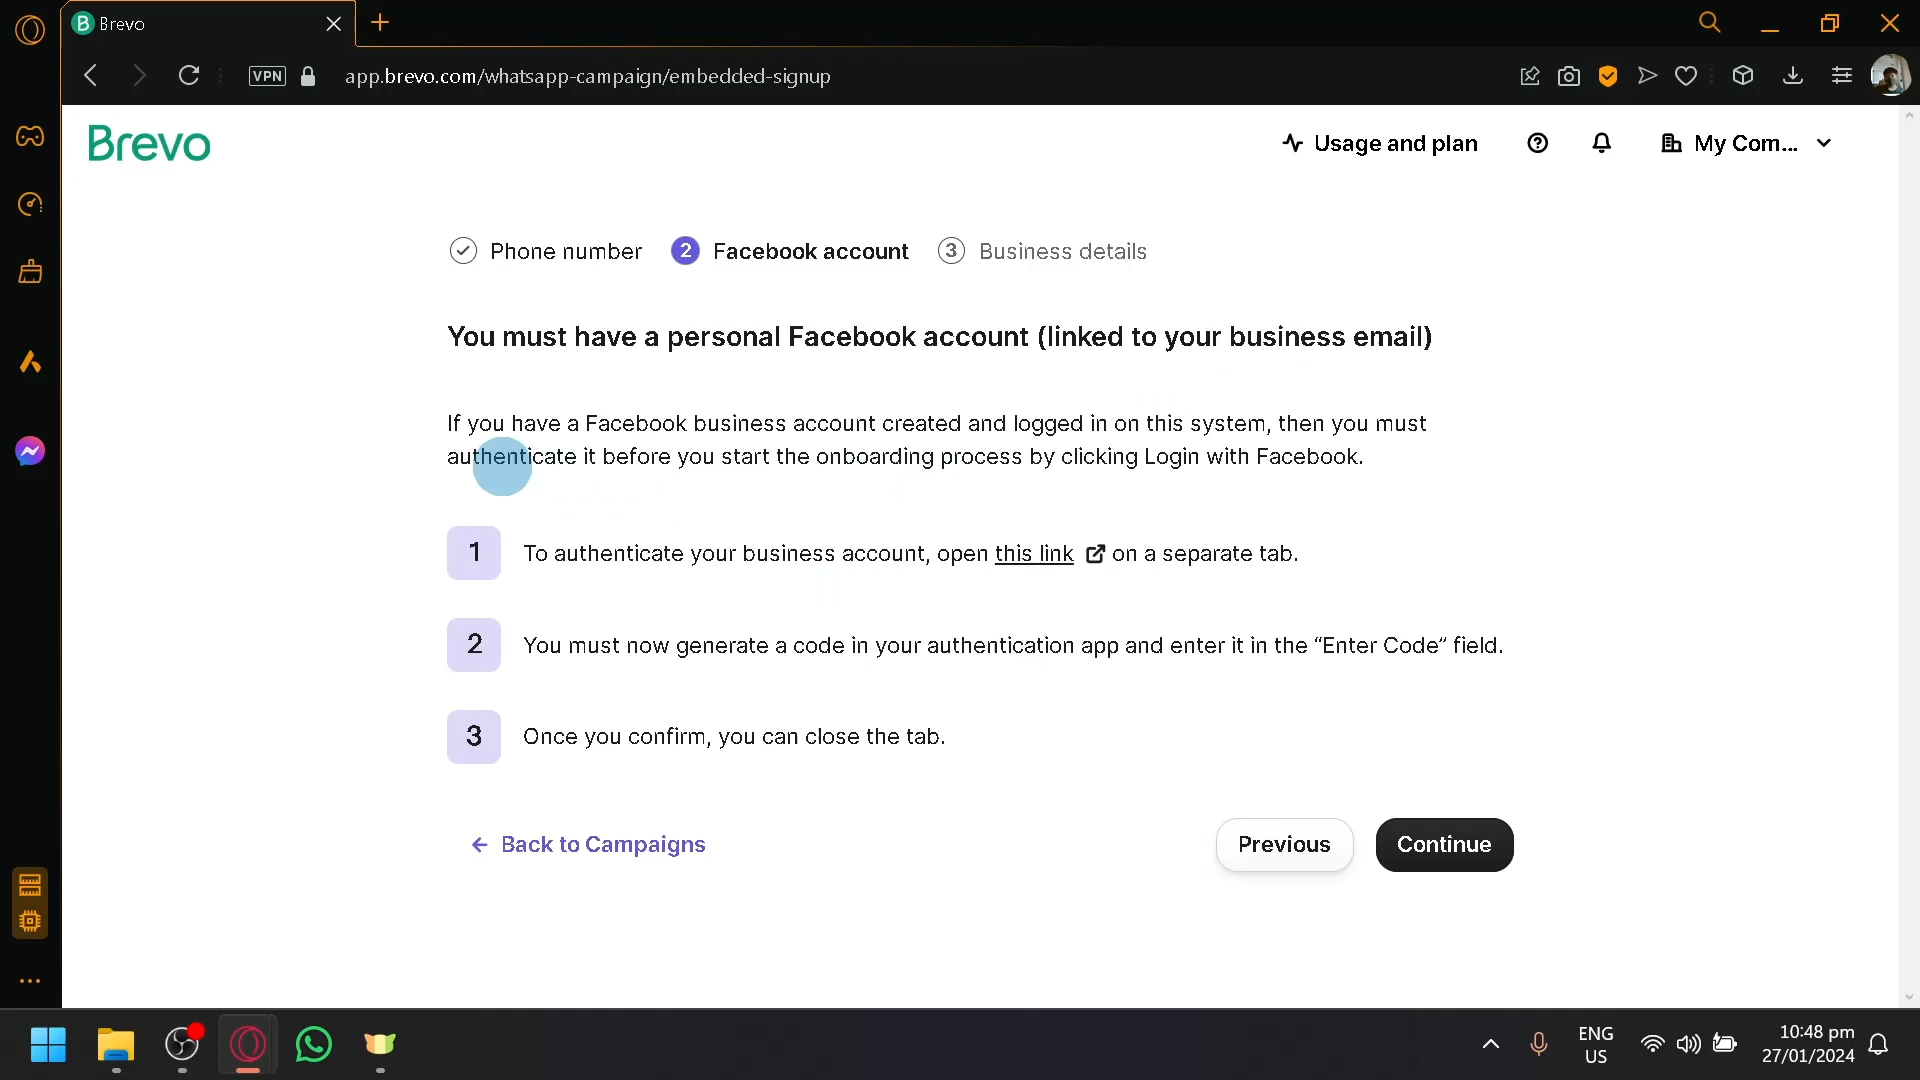 B Brevo
VPN app.brevo.com/whatsapp-campaign/embedded-signup
Brevo
Usage and plan
My Com...
Phone number
2 Facebook account
3 Business details
You must have a personal Facebook account (linked to your business email)
If you have a Facebook business account created and logged in on this system, then you must
authenticate it before you start the onboarding process by clicking Login with Facebook.
1 To authenticate your business account, open this link on a separate tab.
2 You must now generate a code in your authentication app and enter it in the “Enter Code” field.
3 Once you confirm, you can close the tab.
← Back to Campaigns
Previous
Continue
ENG
US
10:48 pm
27/01/2024